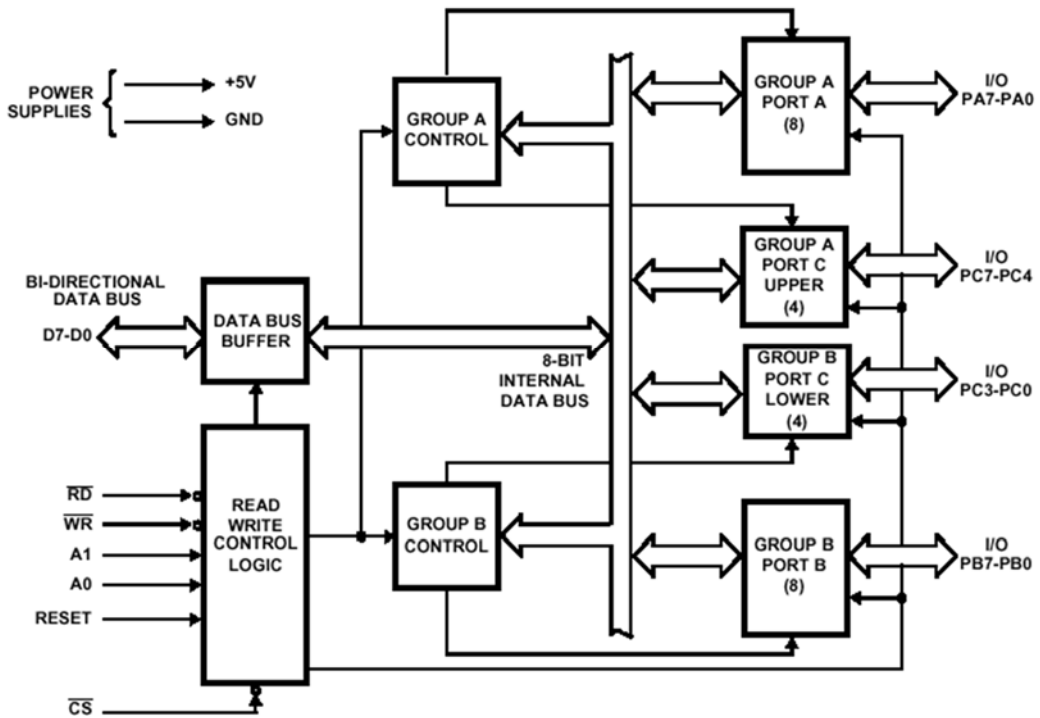 POWER
SUPPLIES
+5V
GND
GROUP A
CONTROL
GROUP A
PORT A
(8)
I/O
PA7-PA0
GROUP A
PORT C
UPPER
(4)
I/O
PC7-PC4
BI-DIRECTIONAL
DATA BUS
D7-D0
DATA BUS
BUFFER
8-BIT
INTERNAL
DATA BUS
GROUP B
PORT C
LOWER
(4)
I/O
PC3-PC0
RD
WR
A1
A0
RESET
CS
READ
WRITE
CONTROL
LOGIC
GROUP B
CONTROL
GROUP B
PORT B
(8)
I/O
PB7-PB0